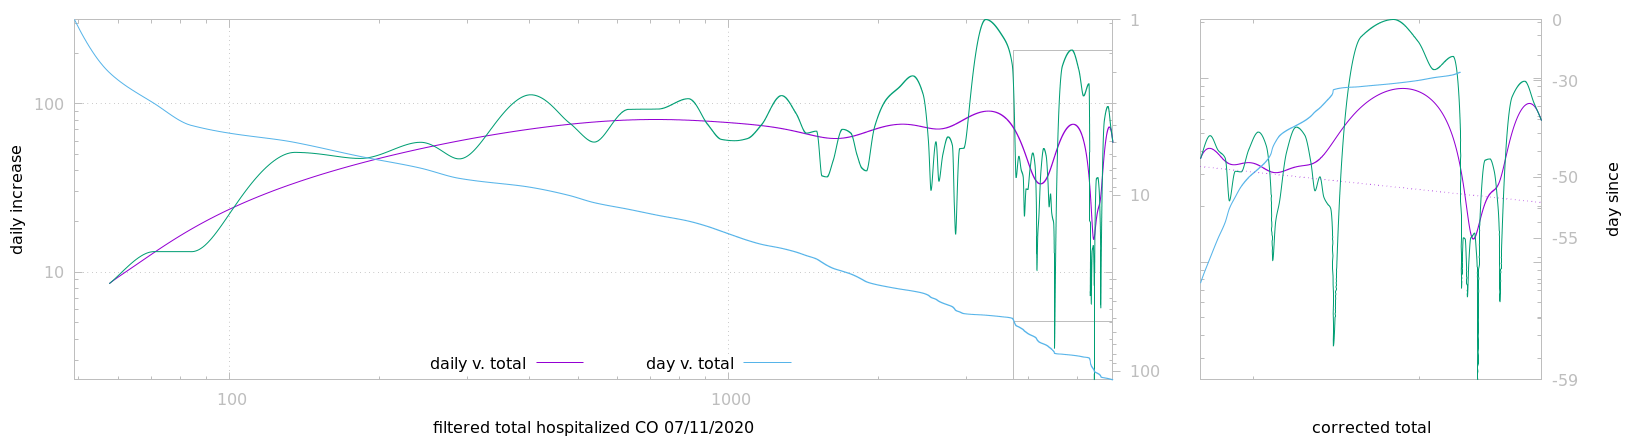 daily increase
100
10
1
10
100
daily v. total
day v. total
100
1000
filtered total hospitalized CO 07/11/2020
0
-30
-50
-55
-59
day since
corrected total